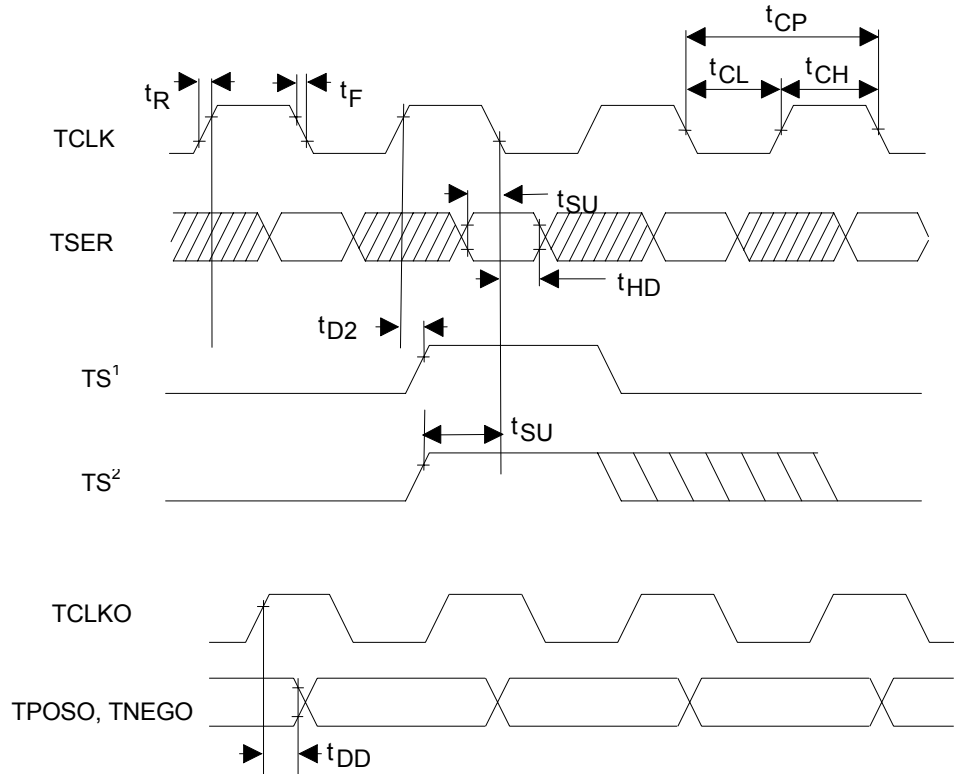 tCP
tCL tCH
tR tF
TCLK
tSU
TSER
tHD
tD2
TS¹
tSU
TS²
TCLKO
TPOSO, TNEGO
tDD